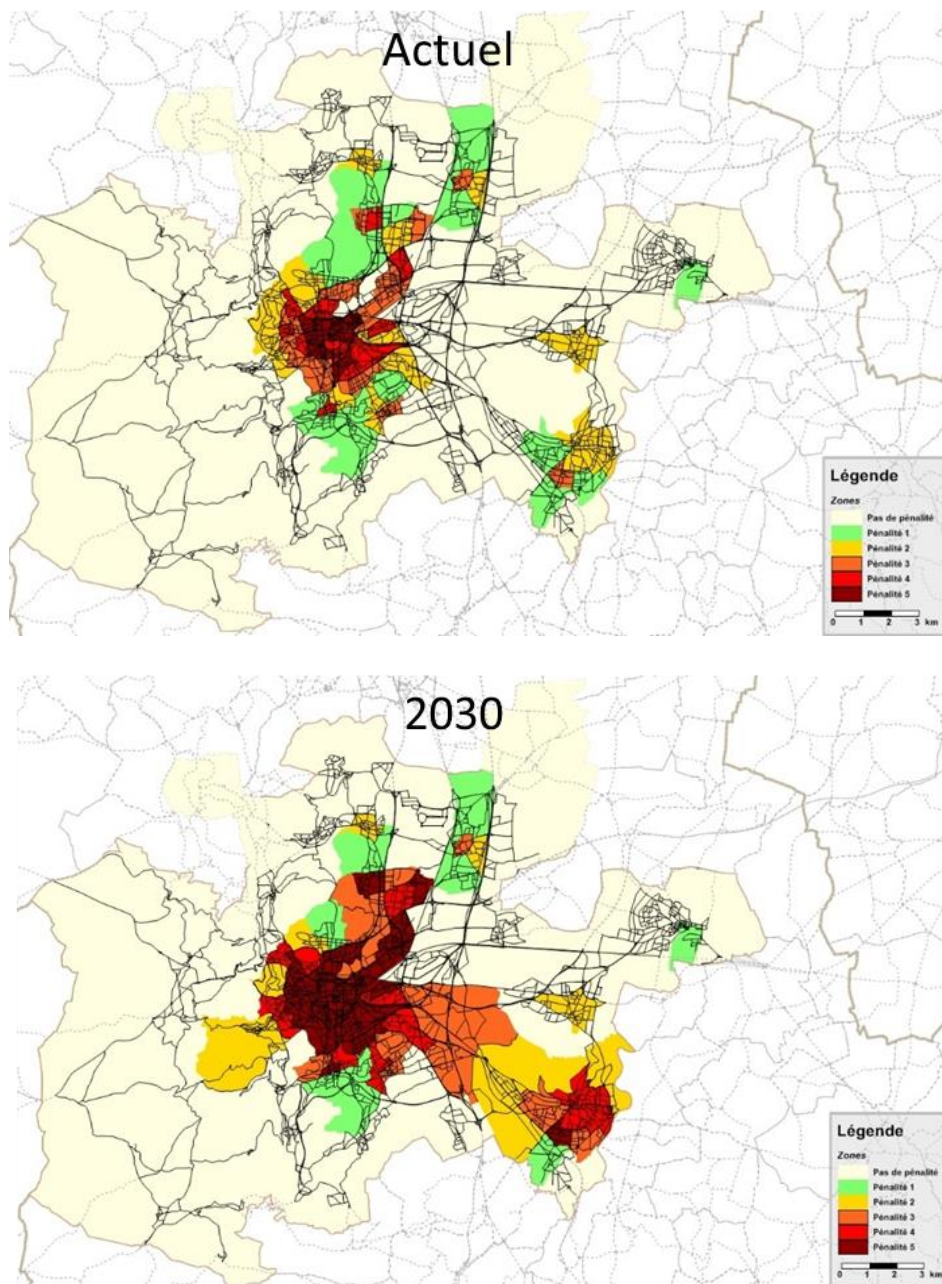 Actuel
Légende
Zones
Pas de pénalité
Pénalité 1
Pénalité 2
Pénalité 3
Pénalité 4
Pénalité 5
0 1 2 3 km
2030
Légende
Zones
Pas de pénalité
Pénalité 1
Pénalité 2
Pénalité 3
Pénalité 4
Pénalité 5
0 1 2 3 km